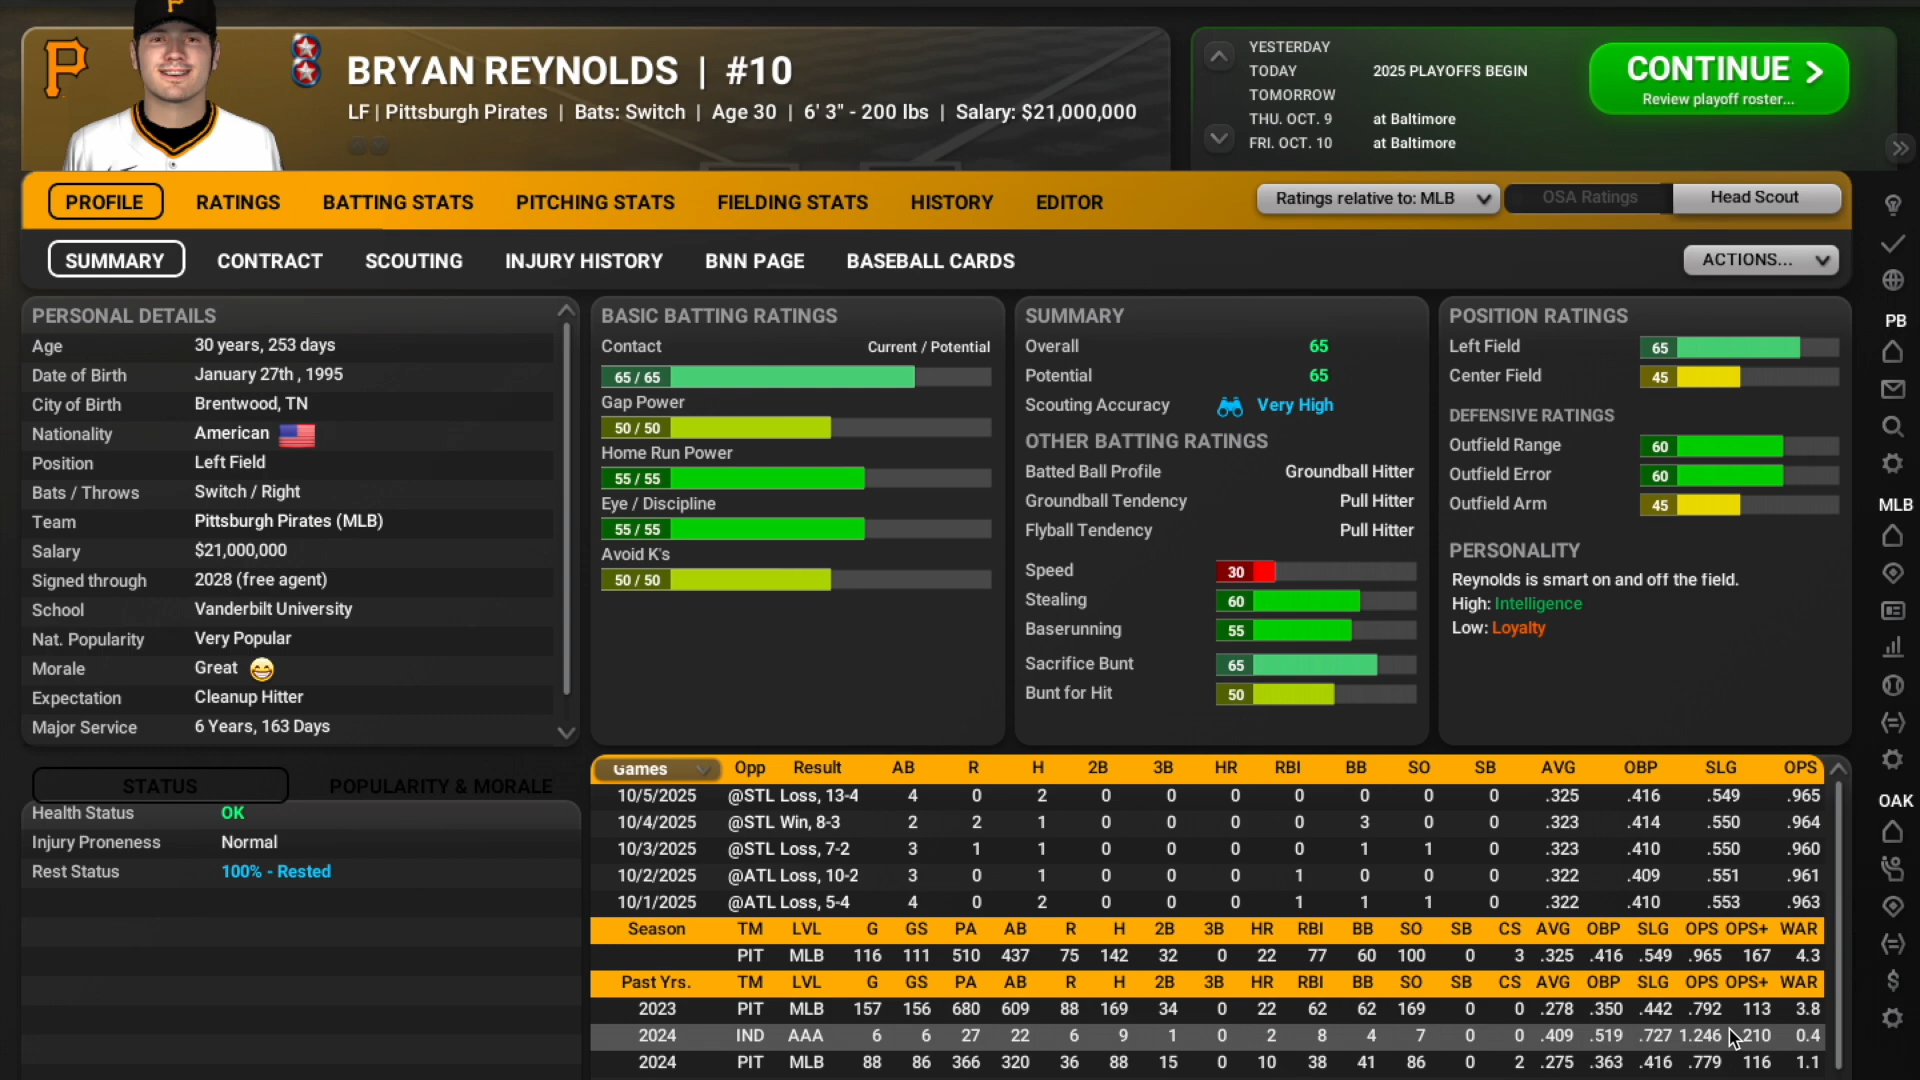 P
P
BRYAN REYNOLDS | #10
LF | Pittsburgh Pirates | Bats: Switch | Age 30 | 6' 3" - 200 lbs | Salary: $21,000,000
YESTERDAY
TODAY 2025 PLAYOFFS BEGIN
TOMORROW
THU. OCT. 9 at Baltimore
FRI. OCT. 10 at Baltimore
CONTINUE
Review playoff roster...
PROFILE RATINGS BATTING STATS PITCHING STATS FIELDING STATS HISTORY EDITOR
Ratings relative to: MLB OSA Ratings Head Scout
SUMMARY CONTRACT SCOUTING INJURY HISTORY BNN PAGE BASEBALL CARDS
ACTIONS...
PERSONAL DETAILS
Age 30 years, 253 days
Date of Birth January 27th , 1995
City of Birth Brentwood, TN
Nationality American
Position Left Field
Bats / Throws Switch / Right
Team Pittsburgh Pirates (MLB)
Salary $21,000,000
Signed through 2028 (free agent)
School Vanderbilt University
Nat. Popularity Very Popular
Morale Great
Expectation Cleanup Hitter
Major Service 6 Years, 163 Days
BASIC BATTING RATINGS
Contact Current / Potential
65 / 65
Gap Power
50 / 50
Home Run Power
55 / 55
Eye / Discipline
55 / 55
Avoid K's
50 / 50
SUMMARY
Overall 65
Potential 65
Scouting Accuracy Very High
OTHER BATTING RATINGS
Batted Ball Profile Groundball Hitter
Groundball Tendency Pull Hitter
Flyball Tendency Pull Hitter
Speed 30
Stealing 60
Baserunning 55
Sacrifice Bunt 65
Bunt for Hit 50
POSITION RATINGS
Left Field 65
Center Field 45
DEFENSIVE RATINGS
Outfield Range 60
Outfield Error 60
Outfield Arm 45
PERSONALITY
Reynolds is smart on and off the field.
High: Intelligence
Low: Loyalty
PB
MLB
OAK
STATUS POPULARITY & MORALE
Health Status OK
Injury Proneness Normal
Rest Status 100% - Rested
Games Opp Result AB R H 2B 3B HR RBI BB SO SB AVG OBP SLG OPS
10/5/2025 @STL Loss, 13-4 4 0 2 0 0 0 0 0 0 0 .325 .416 .549 .965
10/4/2025 @STL Win, 8-3 2 2 1 0 0 0 0 3 0 0 .323 .414 .550 .964
10/3/2025 @STL Loss, 7-2 3 1 1 0 0 0 0 1 1 0 .323 .410 .550 .960
10/2/2025 @ATL Loss, 10-2 3 0 1 0 0 0 1 0 0 0 .322 .409 .551 .961
10/1/2025 @ATL Loss, 5-4 4 0 2 0 0 0 1 1 1 0 .322 .410 .553 .963
Season TM LVL G GS PA AB R H 2B 3B HR RBI BB SO SB CS AVG OBP SLG OPS OPS+ WAR
PIT MLB 116 111 510 437 75 142 32 0 22 77 60 100 0 3 .325 .416 .549 .965 167 4.3
Past Yrs. TM LVL G GS PA AB R H 2B 3B HR RBI BB SO SB CS AVG OBP SLG OPS OPS+ WAR
2023 PIT MLB 157 156 680 609 88 169 34 0 22 62 62 169 0 0 .278 .350 .442 .792 113 3.8
2024 IND AAA 6 6 27 22 6 9 1 0 2 8 4 7 0 0 .409 .519 .727 1.246 210 0.4
2024 PIT MLB 88 86 366 320 36 88 15 0 10 38 41 86 0 2 .275 .363 .416 .779 116 1.1